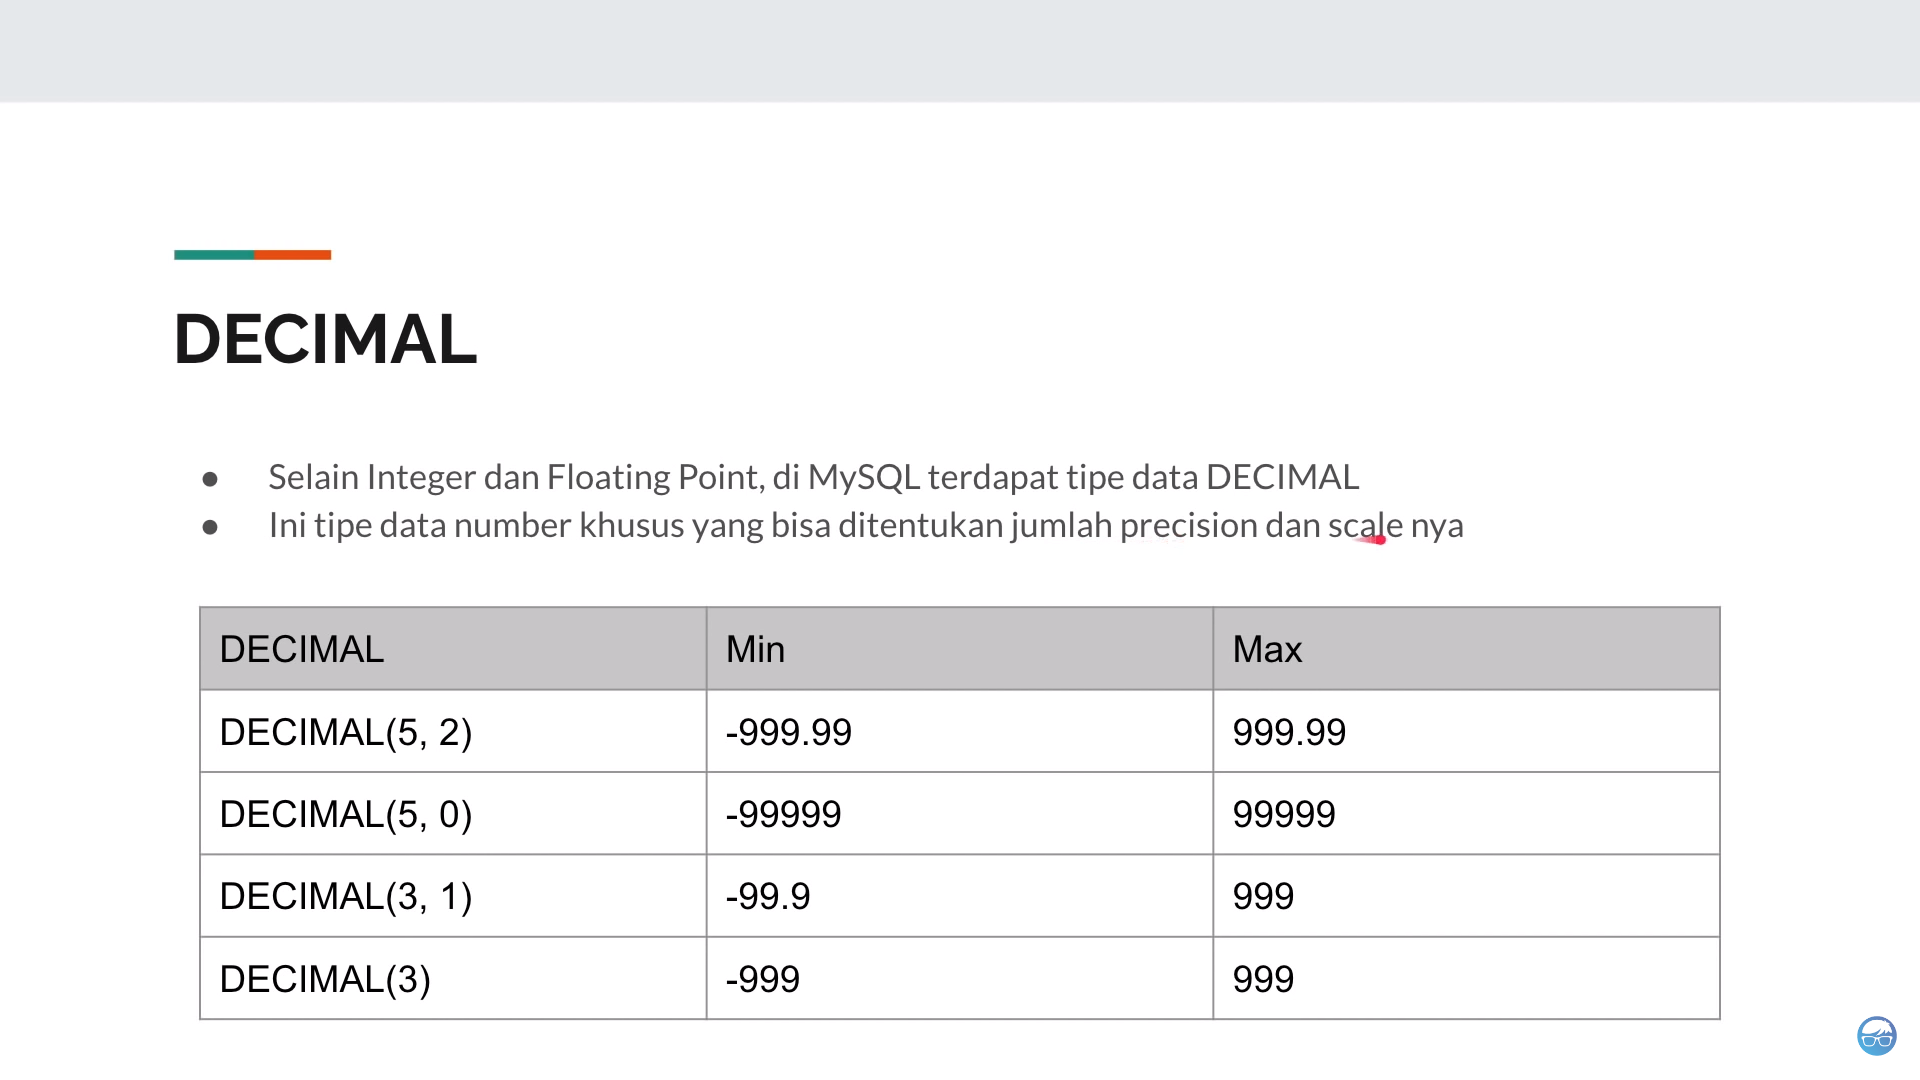 DECIMAL
● Selain Integer dan Floating Point, di MySQL terdapat tipe data DECIMAL
● Ini tipe data number khusus yang bisa ditentukan jumlah precision dan scale nya
DECIMAL Min Max
DECIMAL(5, 2) -999.99 999.99
DECIMAL(5, 0) -99999 99999
DECIMAL(3, 1) -99.9 999
DECIMAL(3) -999 999